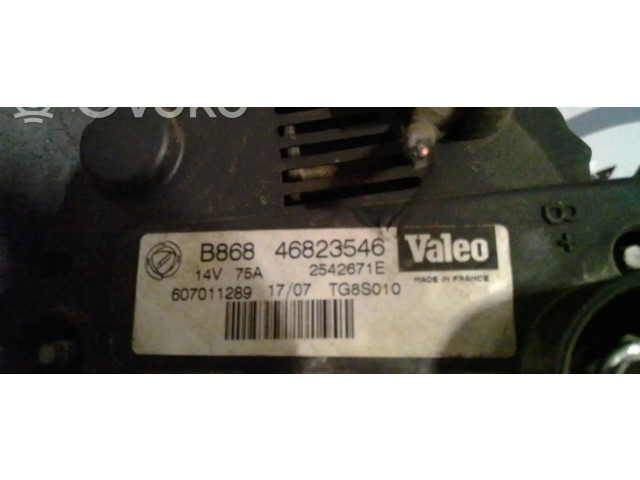 B868 46823546 Valeo
14V 75A 2542671E MADE IN FRANCE
607011289 17/07 TG8S010
B+